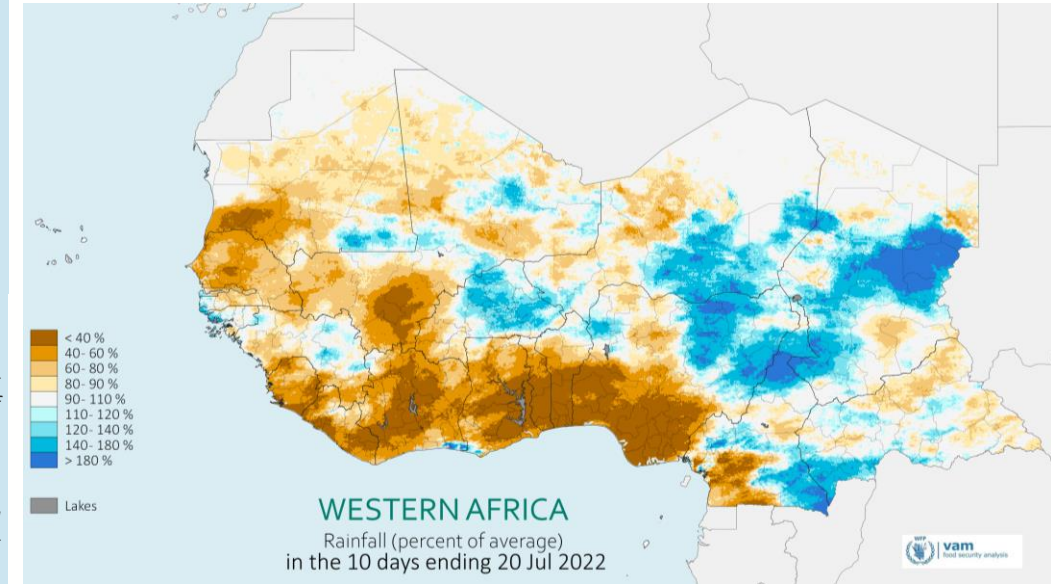 < 40 %
40- 60 %
60- 80 %
80- 90 %
90- 110 %
110- 120 %
120- 140 %
140- 180 %
> 180 %
Lakes
WESTERN AFRICA
Rainfall (percent of average)
in the 10 days ending 20 Jul 2022
WFP
vam
food security analysis